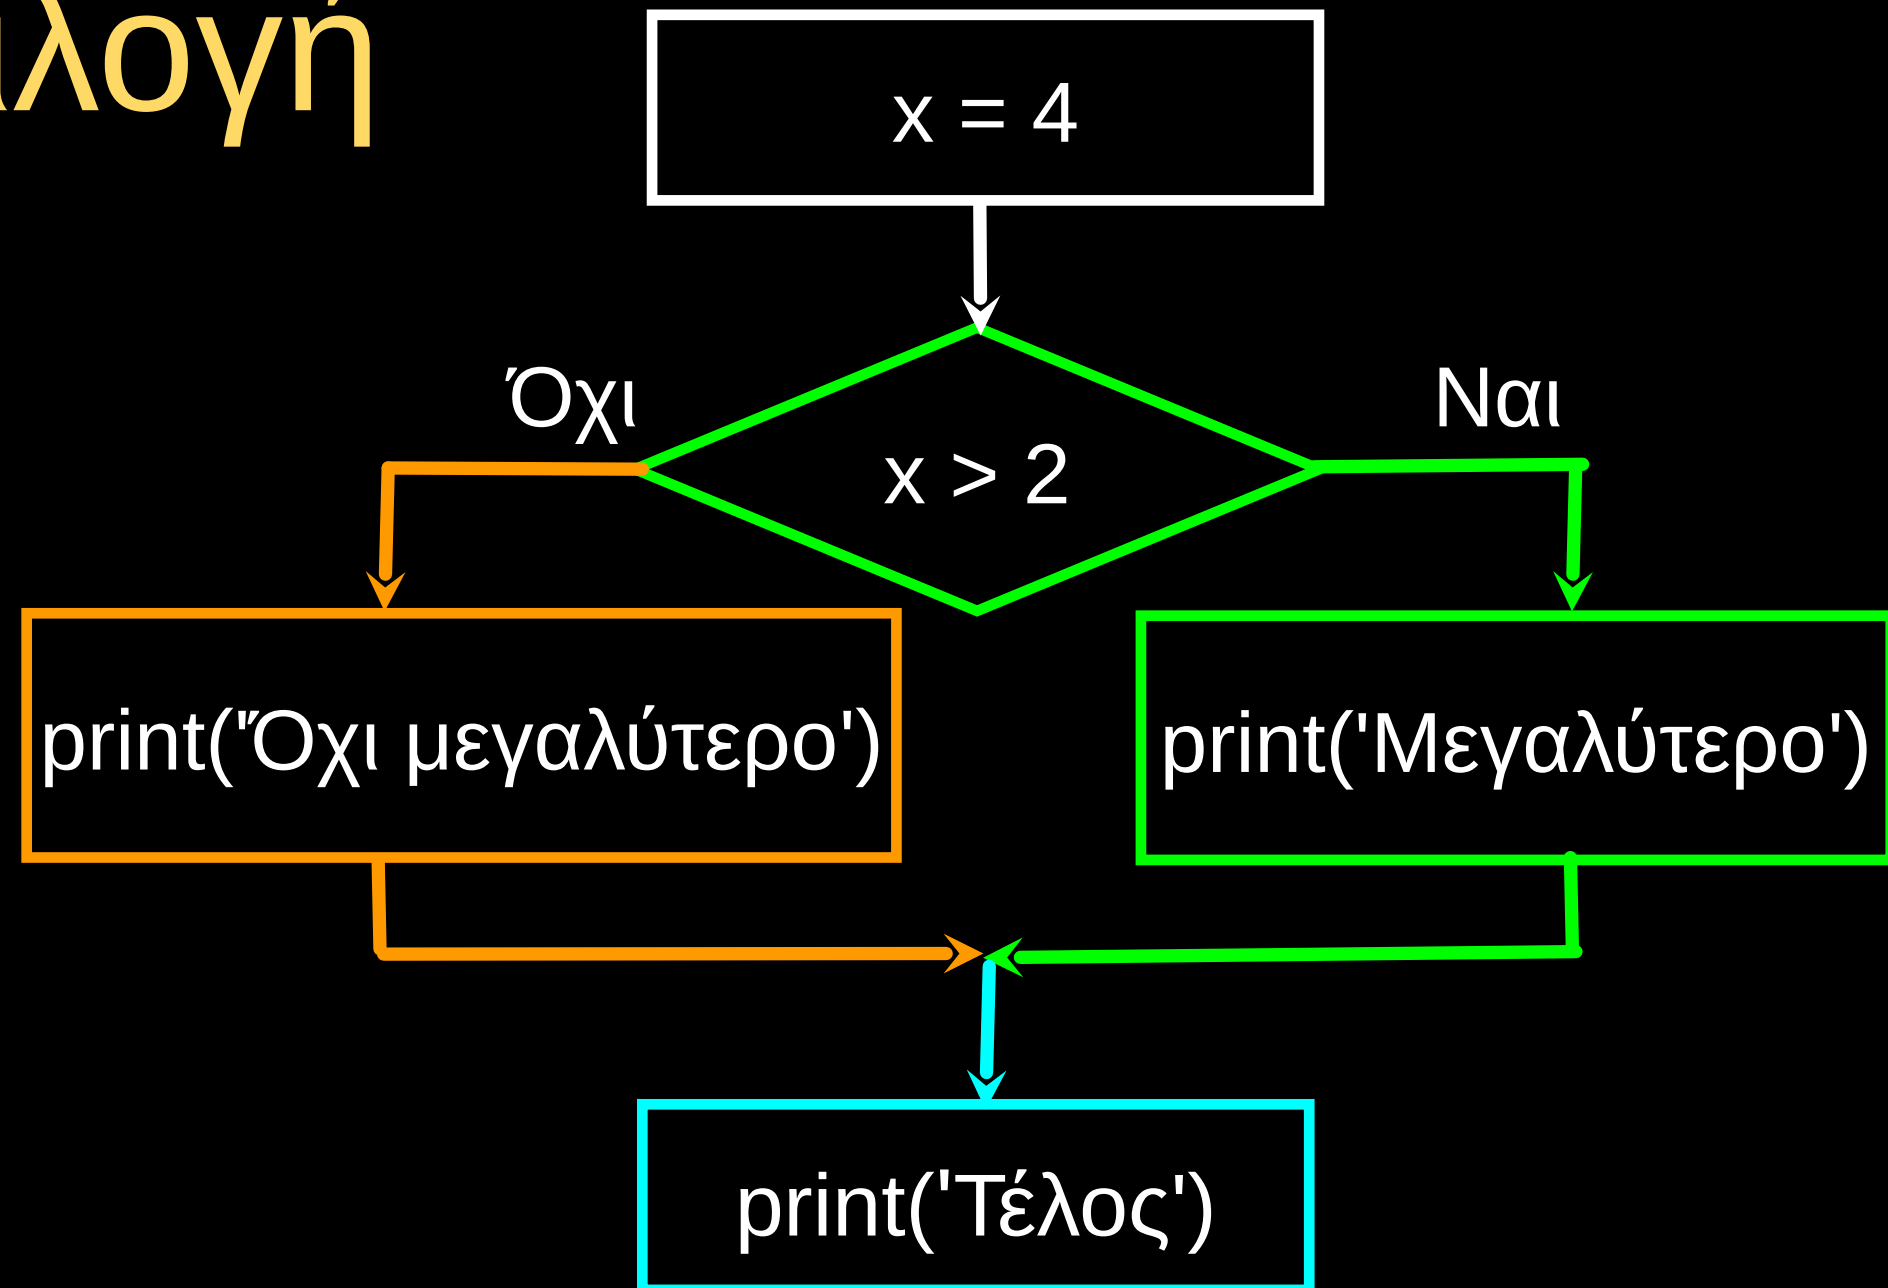 λογή
x = 4
Όχι
Ναι
x > 2
print('Όχι μεγαλύτερο')
print('Μεγαλύτερο')
print('Τέλος')